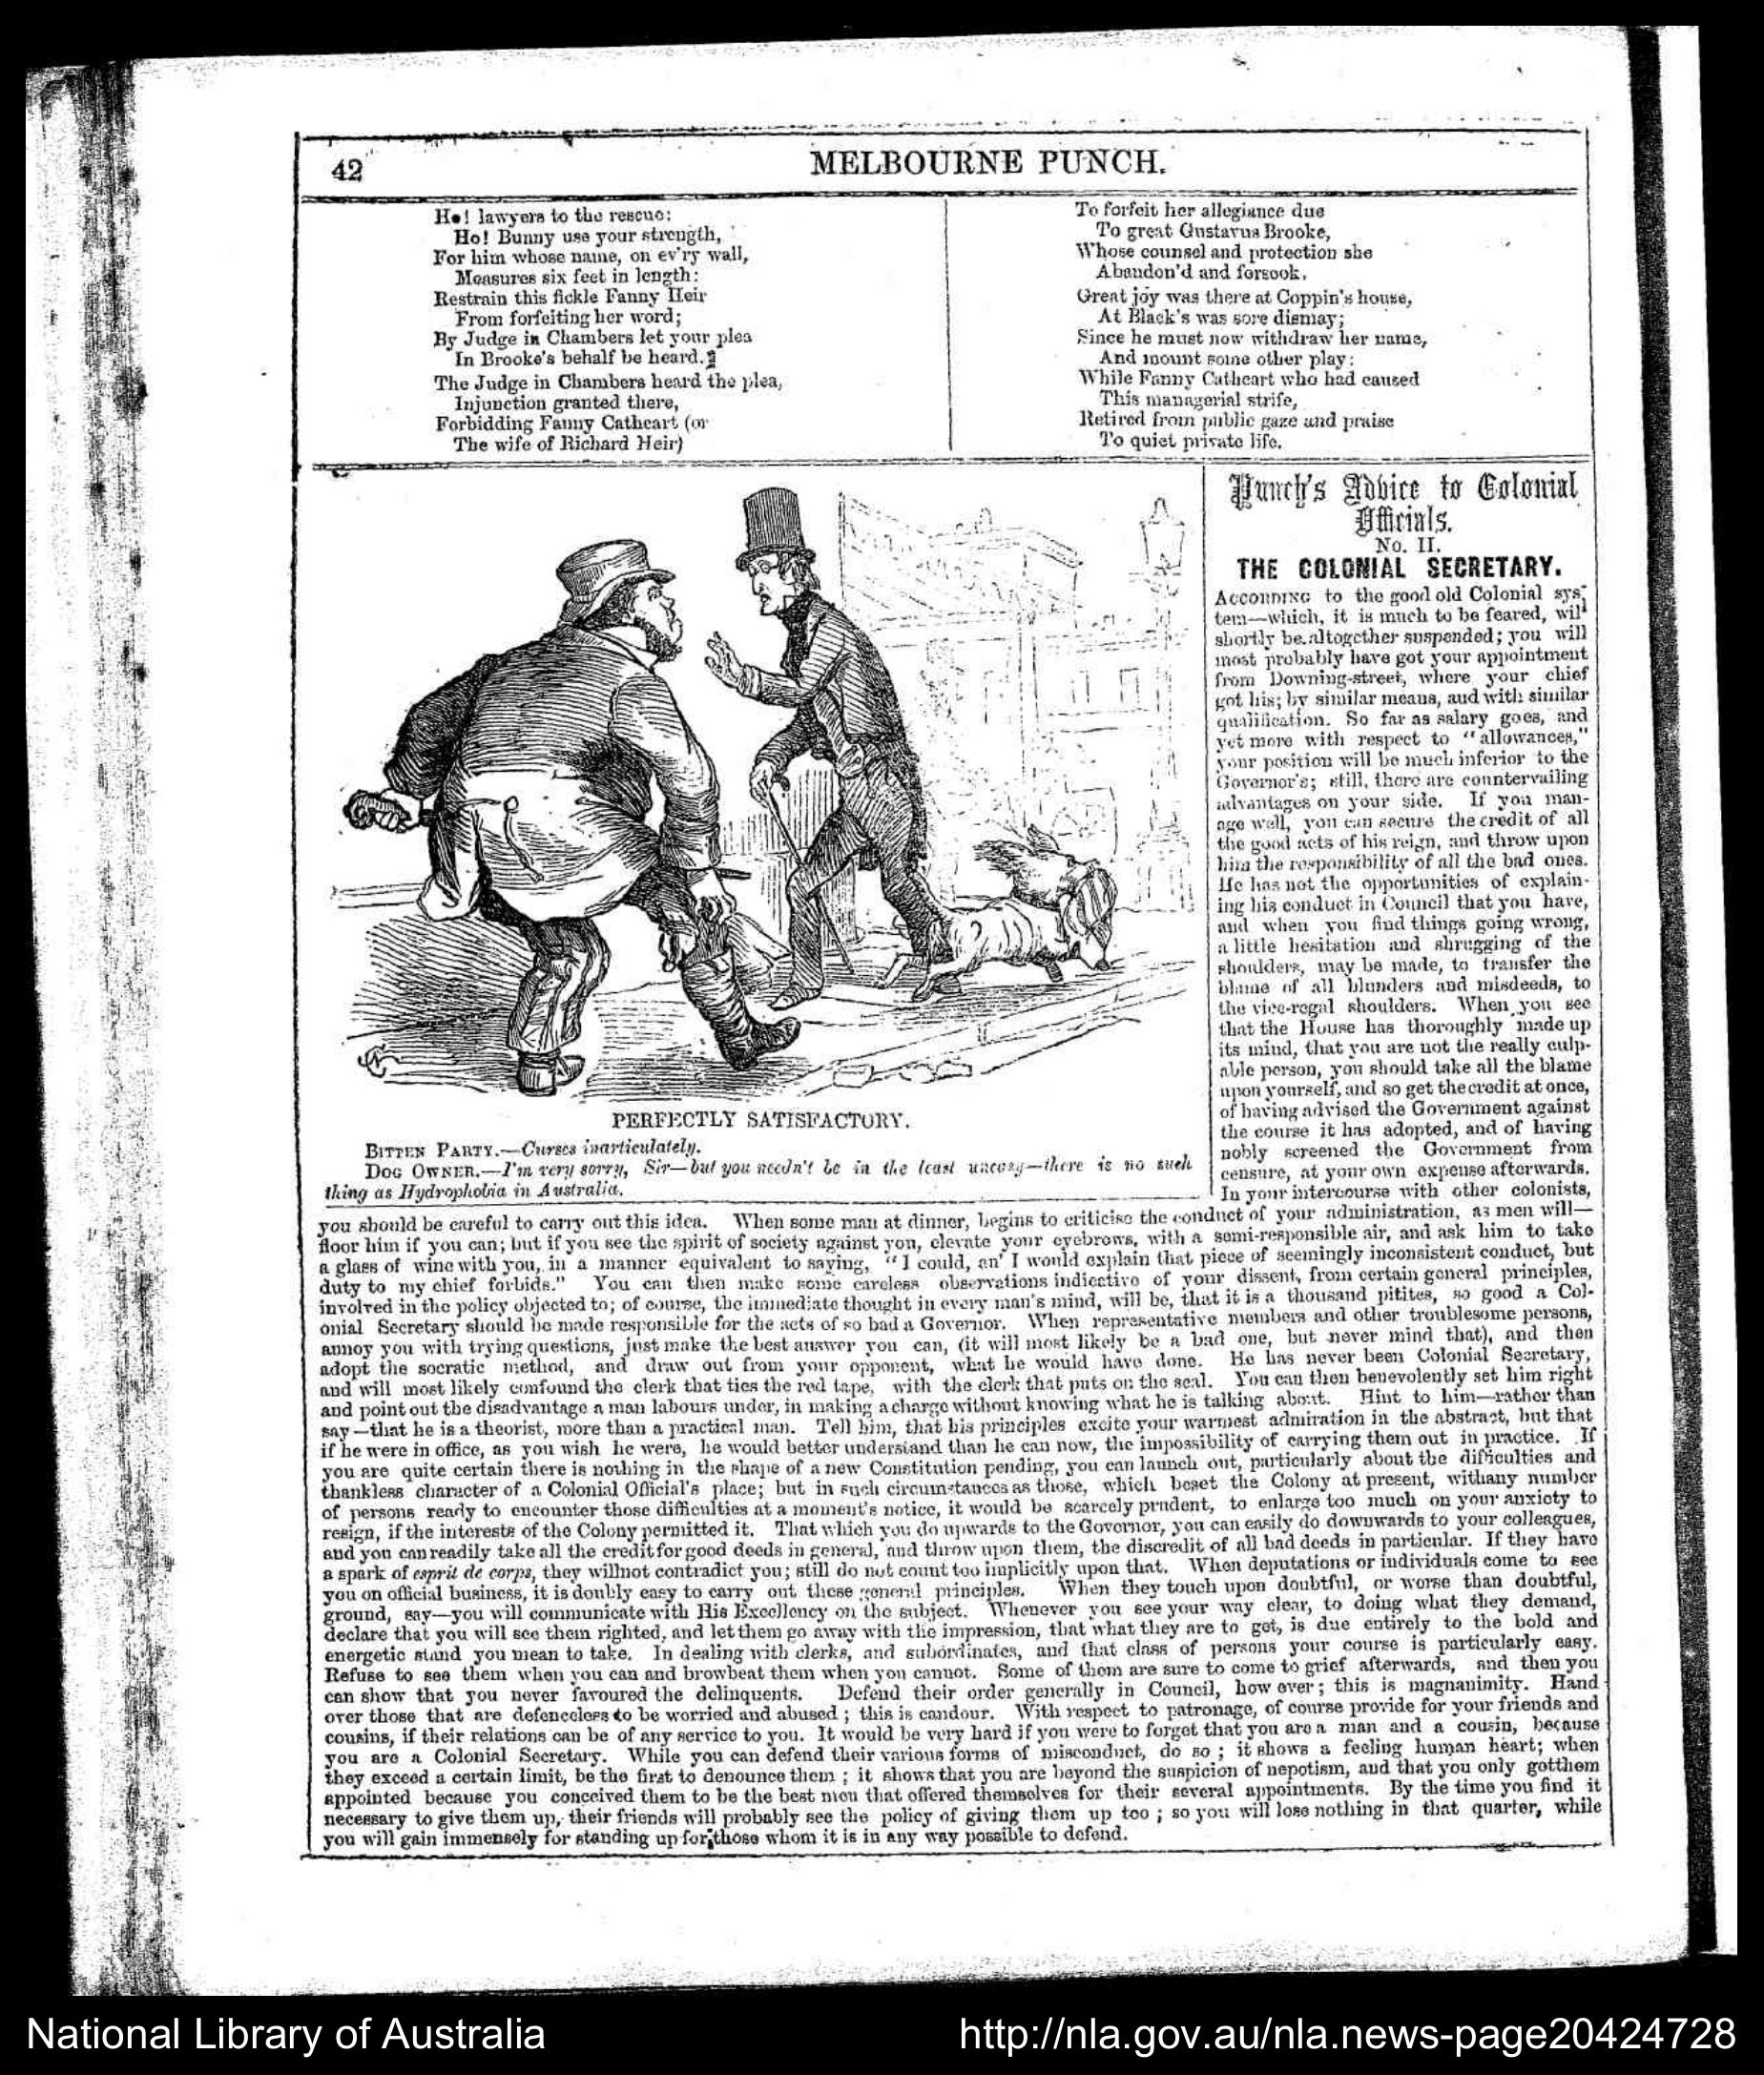 42
MELBOURNE PUNCH.
Ho! lawyers to the rescue:
Ho! Bunny use your strength,
For him whose name, on ev'ry wall,
Measures six feet in length:
Restrain this fickle Fanny Heir
From forfeiting her word;
By Judge in Chambers let your plea
In Brooke's behalf be heard.
The Judge in Chambers heard the plea,
Injunction granted there,
Forbidding Fanny Cathcart (or
The wife of Richard Heir)
To forfeit her allegiance due
To great Gustavus Brooke,
Whose counsel and protection she
Abandon'd and forsook.
Great joy was there at Coppin's house,
At Black's was sore dismay;
Since he must now withdraw her name,
And mount some other play:
While Fanny Cathcart who had caused
This managerial strife,
Retired from public gaze and praise
To quiet private life.
PERFECTLY SATISFACTORY.
BITTEN PARTY.—Curses inarticulately.
DOG OWNER.—I'm very sorry, Sir—but you needn't be in the least uneasy—there is no such
thing as Hydrophobia in Australia.
Punch's Advice to Colonial
Officials.
No. II.
THE COLONIAL SECRETARY.
ACCORDING to the good old Colonial sys-
tem—which, it is much to be feared, will
shortly be altogether suspended; you will
most probably have got your appointment
from Downing-street, where your chief
got his; by similar means, and with similar
qualification. So far as salary goes, and
yet more with respect to "allowances,"
your position will be much inferior to the
Governor's; still, there are countervailing
advantages on your side. If you man-
age well, you can secure the credit of all
the good acts of his reign, and throw upon
him the responsibility of all the bad ones.
He has not the opportunities of explain-
ing his conduct in Council that you have,
and when you find things going wrong,
a little hesitation and shrugging of the
shoulders, may be made, to transfer the
blame of all blunders and misdeeds, to
the vice-regal shoulders. When you see
that the House has thoroughly made up
its mind, that you are not the really culp-
able person, you should take all the blame
upon yourself, and so get the credit at once,
of having advised the Government against
the course it has adopted, and of having
nobly screened the Government from
censure, at your own expense afterwards.
In your intercourse with other colonists,
you should be careful to carry out this idea. When some man at dinner, begins to criticise the conduct of your administration, as men will—
floor him if you can; but if you see the spirit of society against you, elevate your eyebrows, with a semi-responsible air, and ask him to take
a glass of wine with you, in a manner equivalent to saying, "I could, an' I would explain that piece of seemingly inconsistent conduct, but
duty to my chief forbids." You can then make some careless observations indicative of your dissent, from certain general principles,
involved in the policy objected to; of course, the immediate thought in every man's mind, will be, that it is a thousand pitites, so good a Col-
onial Secretary should be made responsible for the acts of so bad a Governor. When representative members and other troublesome persons,
annoy you with trying questions, just make the best answer you can, (it will most likely be a bad one, but never mind that), and then
adopt the socratic method, and draw out from your opponent, what he would have done. He has never been Colonial Secretary,
and will most likely confound the clerk that ties the red tape, with the clerk that puts on the seal. You can then benevolently set him right
and point out the disadvantage a man labours under, in making a charge without knowing what he is talking about. Hint to him—rather than
say—that he is a theorist, more than a practical man. Tell him, that his principles excite your warmest admiration in the abstract, but that
if he were in office, as you wish he were, he would better understand than he can now, the impossibility of carrying them out in practice. If
you are quite certain there is nothing in the shape of a new Constitution pending, you can launch out, particularly about the difficulties and
thankless character of a Colonial Official's place; but in such circumstances as those, which beset the Colony at present, withany number
of persons ready to encounter those difficulties at a moment's notice, it would be scarcely prudent, to enlarge too much on your anxiety to
resign, if the interests of the Colony permitted it. That which you do upwards to the Governor, you can easily do downwards to your colleagues,
and you can readily take all the credit for good deeds in general, and throw upon them, the discredit of all bad deeds in particular. If they have
a spark of esprit de corps, they willnot contradict you; still do not count too implicitly upon that. When deputations or individuals come to see
you on official business, it is doubly easy to carry out these general principles. When they touch upon doubtful, or worse than doubtful,
ground, say—you will communicate with His Excellency on the subject. Whenever you see your way clear, to doing what they demand,
declare that you will see them righted, and let them go away with the impression, that what they are to get, is due entirely to the bold and
energetic stand you mean to take. In dealing with clerks, and subordinates, and that class of persons your course is particularly easy.
Refuse to see them when you can and browbeat them when you cannot. Some of them are sure to come to grief afterwards, and then you
can show that you never favoured the delinquents. Defend their order generally in Council, how ever; this is magnanimity. Hand
over those that are defenceless to be worried and abused; this is candour. With respect to patronage, of course provide for your friends and
cousins, if their relations can be of any service to you. It would be very hard if you were to forget that you are a man and a cousin, because
you are a Colonial Secretary. While you can defend their various forms of misconduct, do so; it shows a feeling human heart; when
they exceed a certain limit, be the first to denounce them; it shows that you are beyond the suspicion of nepotism, and that you only gotthem
appointed because you conceived them to be the best men that offered themselves for their several appointments. By the time you find it
necessary to give them up, their friends will probably see the policy of giving them up too; so you will lose nothing in that quarter, while
you will gain immensely for standing up for those whom it is in any way possible to defend.
National Library of Australia
http://nla.gov.au/nla.news-page20424728